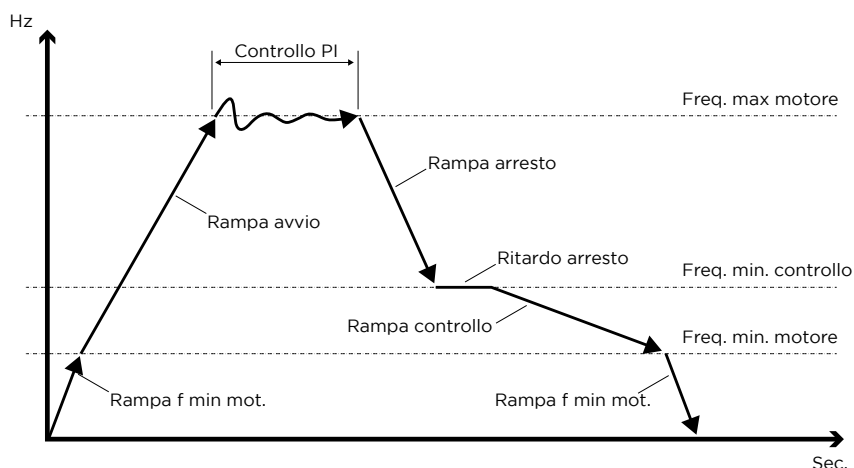 Hz
Controllo PI
Freq. max motore
Rampa arresto
Rampa avvio
Ritardo arresto
Freq. min. controllo
Rampa controllo
Freq. min. motore
Rampa f min mot.
Rampa f min mot.
Sec.